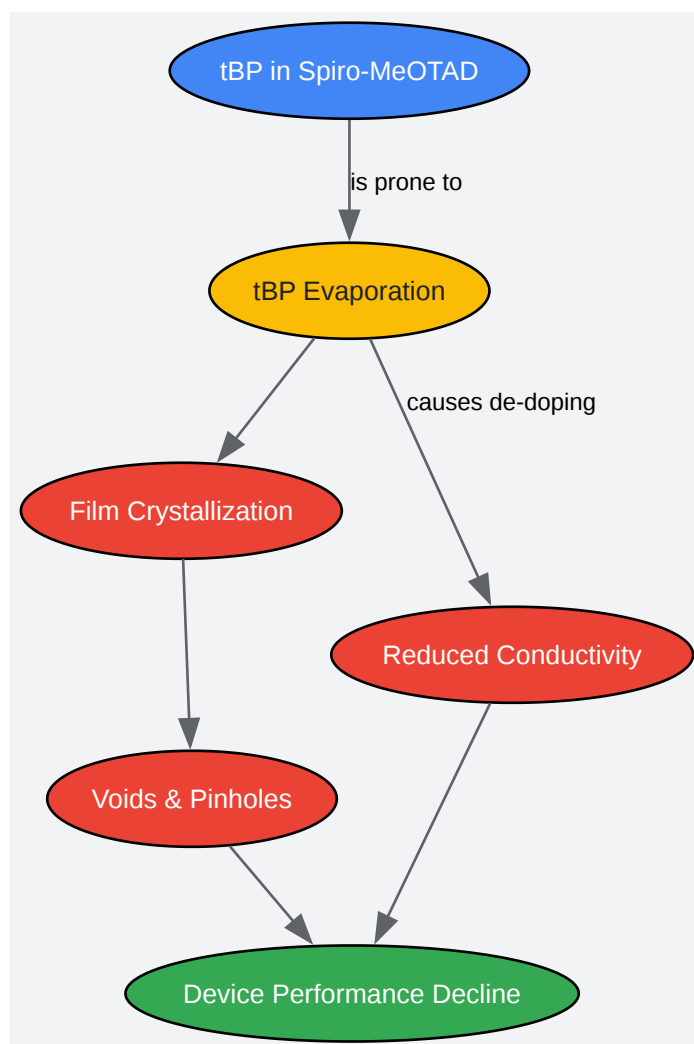 tBP in Spiro-MeOTAD
is prone to
tBP Evaporation
causes de-doping
Film Crystallization
Reduced Conductivity
Voids & Pinholes
Device Performance Decline